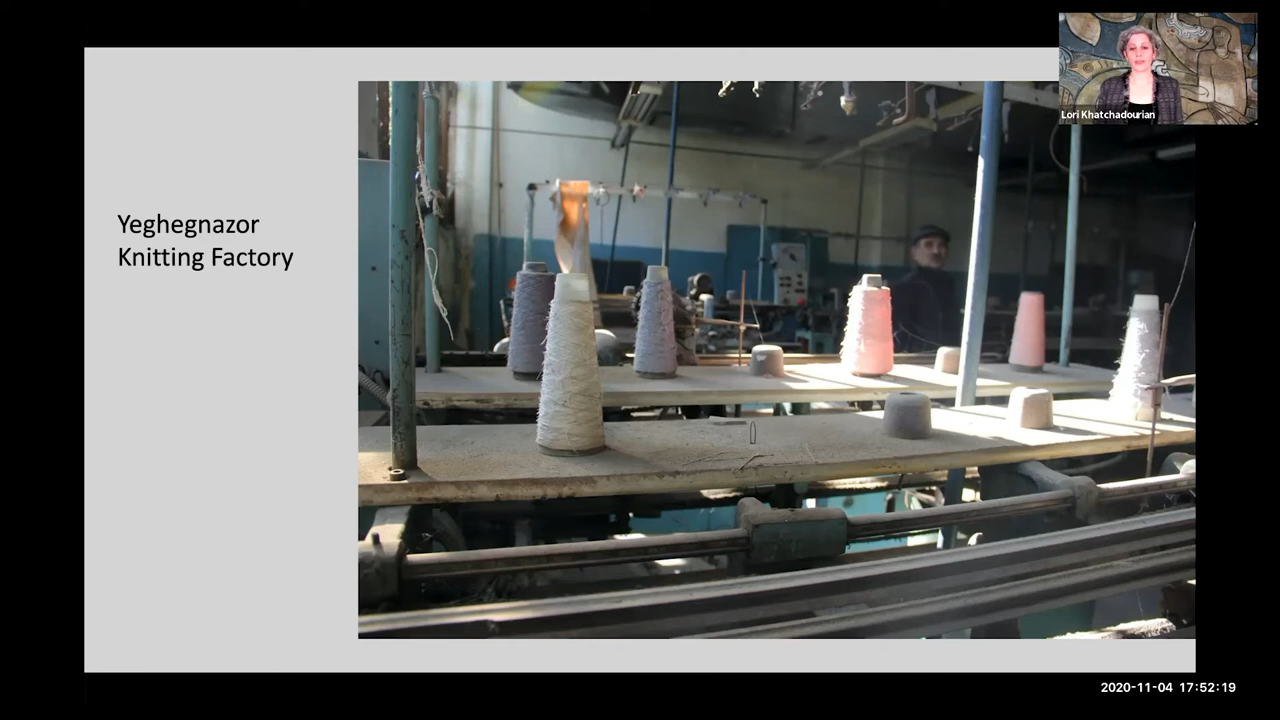 Yeghegnazor
Knitting Factory
Lori Khatchadourian
2020-11-04 17:52:19